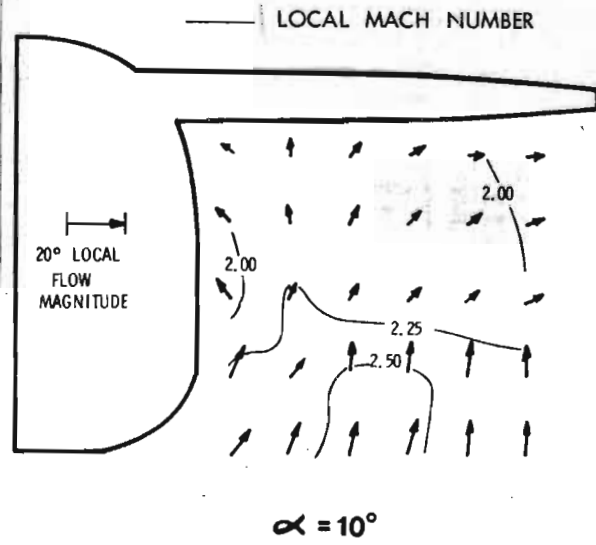 LOCAL MACH NUMBER
2.00
20° LOCAL
FLOW
MAGNITUDE
2.00
2.25
2.50
∝ = 10°